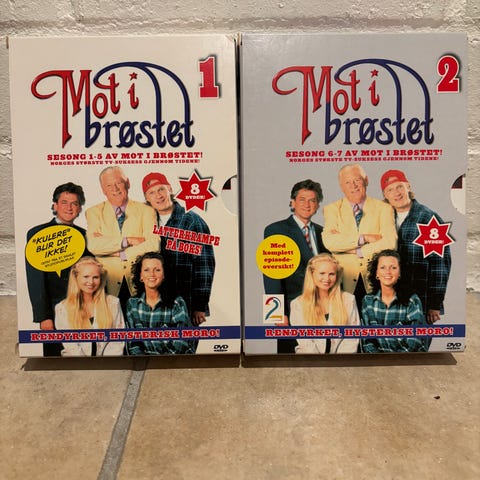 1
Mot i
brøstet
SESONG 1-5 AV MOT I BRØSTET!
NORGES STØRSTE TV-SUKSESS GJENNOM TIDENE!
8
DVDER!
LATTERKRAMPE
PÅ BOKS!
"KULERE"
BLIR DET
IKKE!
RENDYRKET, HYSTERISK MORO!
DVD
2
Mot i
brøstet
SESONG 6-7 AV MOT I BRØSTET!
NORGES STØRSTE TV-SUKSESS GJENNOM TIDENE!
8
DVDER!
Med
komplett
episode-
oversikt!
2
RENDYRKET, HYSTERISK MORO!
DVD